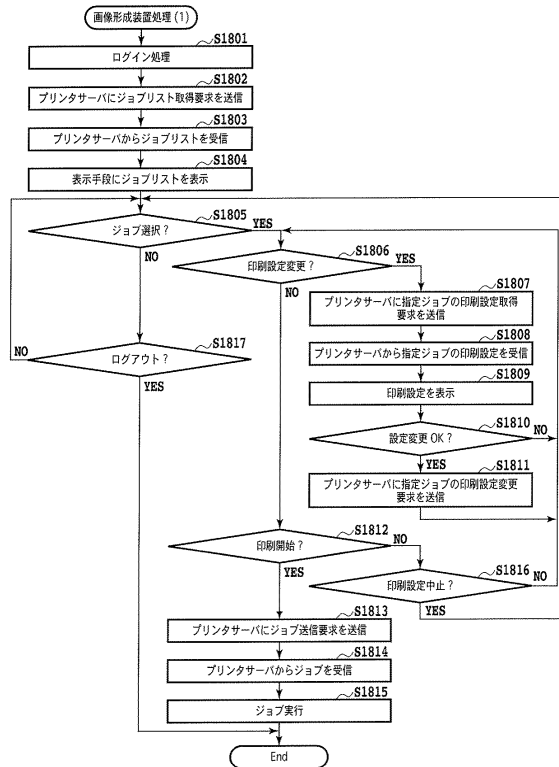 画像形成装置処理 (1)
S1801
ログイン処理
S1802
プリンタサーバにジョブリスト取得要求を送信
S1803
プリンタサーバからジョブリストを受信
S1804
表示手段にジョブリストを表示
S1805
ジョブ選択？
YES
NO
S1806
印刷設定変更？
YES
NO
S1807
プリンタサーバに指定ジョブの印刷設定取得
要求を送信
S1808
プリンタサーバから指定ジョブの印刷設定を受信
S1809
印刷設定を表示
S1810
設定変更 OK？
NO
YES
S1811
プリンタサーバに指定ジョブの印刷設定変更
要求を送信
S1817
ログアウト？
NO
YES
S1812
印刷開始？
NO
YES
S1816
印刷設定中止？
NO
YES
S1813
プリンタサーバにジョブ送信要求を送信
S1814
プリンタサーバからジョブを受信
S1815
ジョブ実行
End